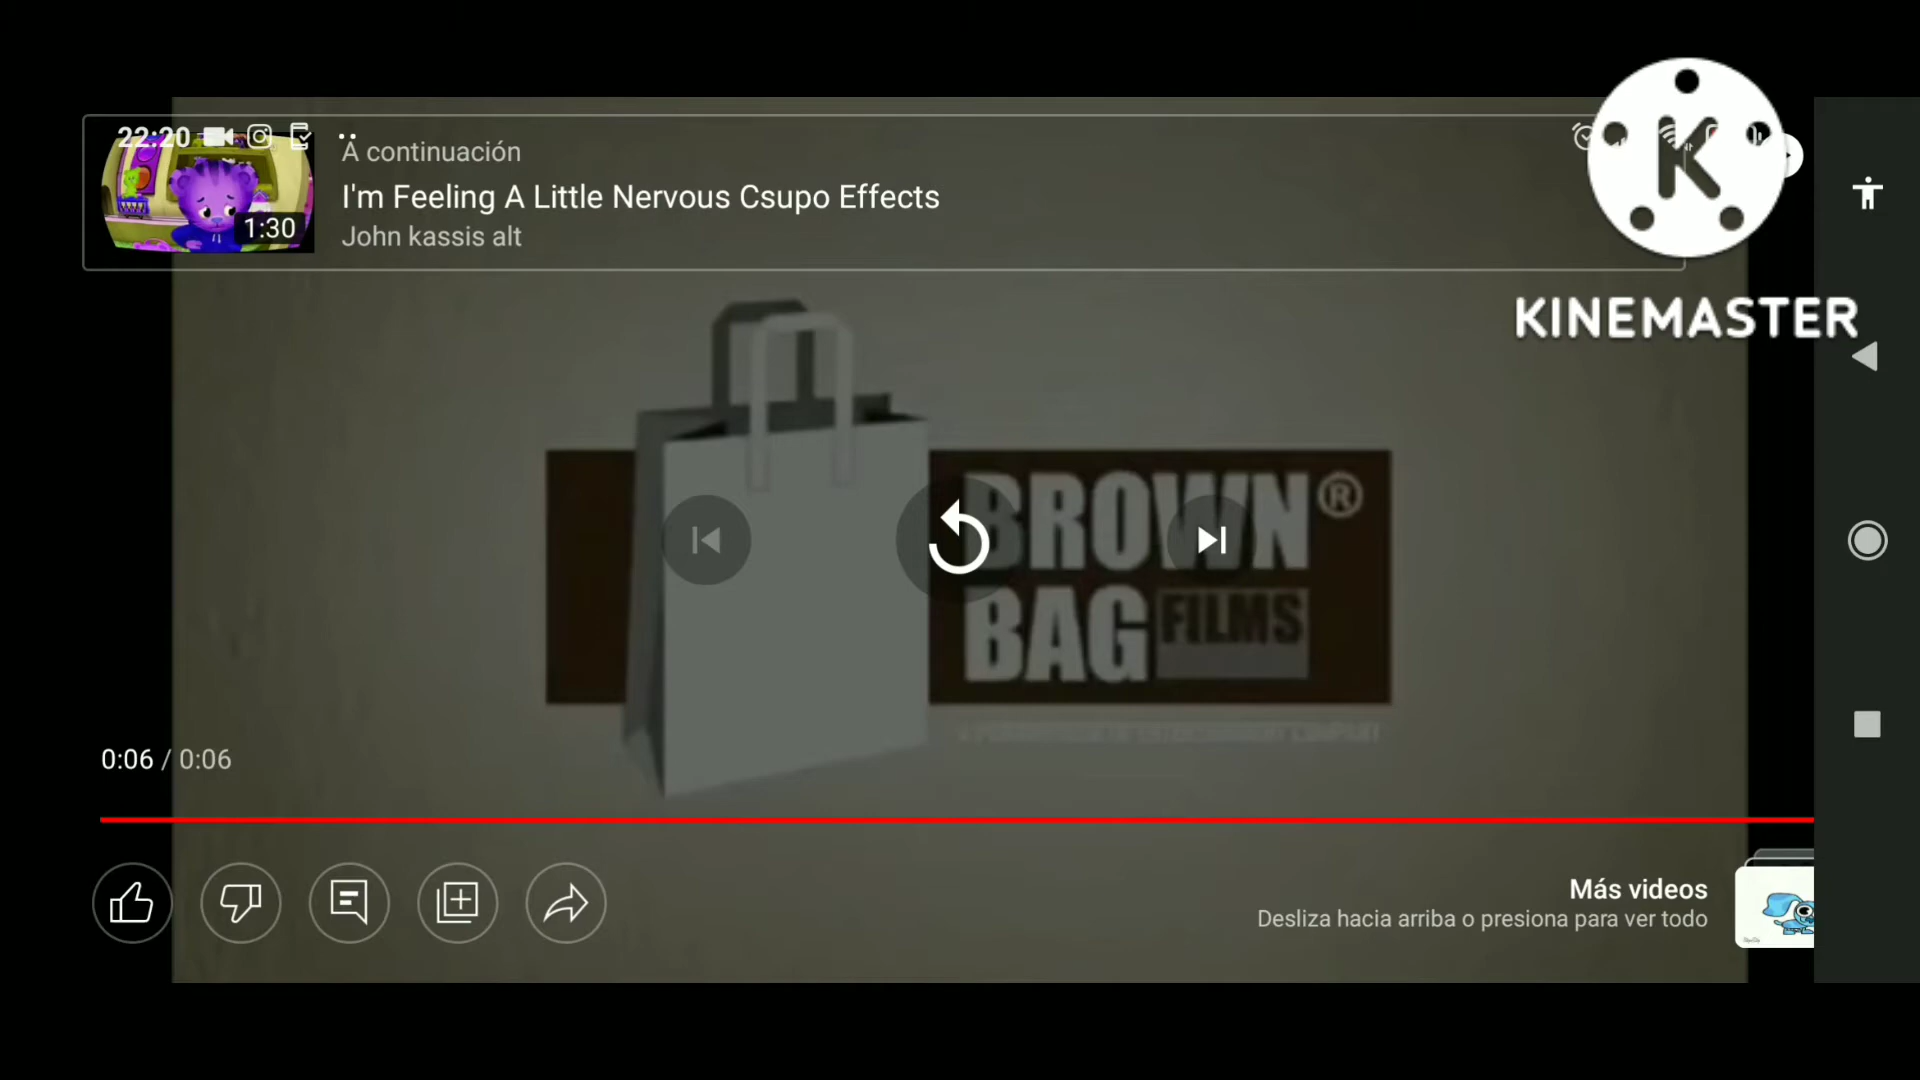 22:20
A continuación
I'm Feeling A Little Nervous Csupo Effects
John kassis alt
1:30
K
KINEMASTER
BROWN®
BAG FILMS
0:06 / 0:06
Más videos
Desliza hacia arriba o presiona para ver todo